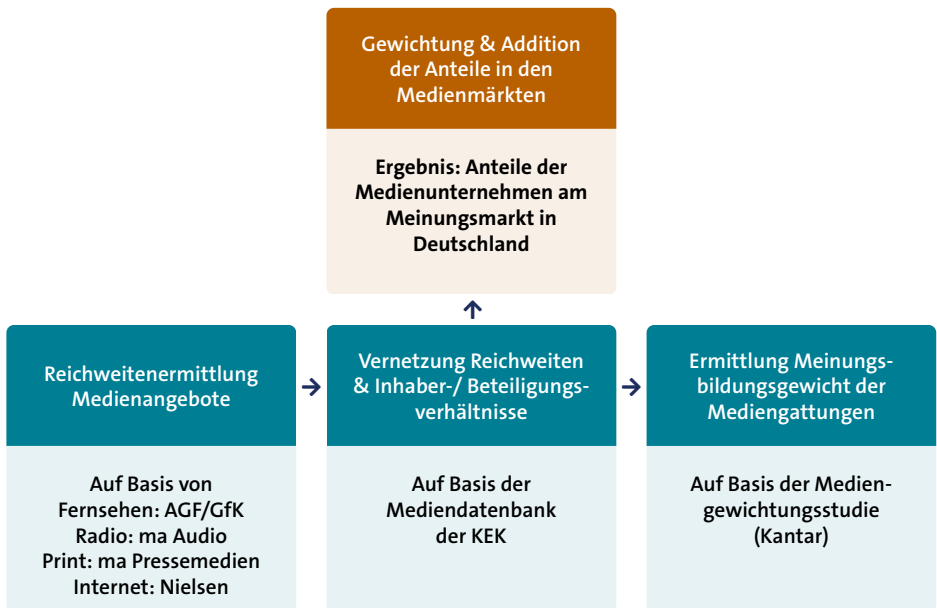 Gewichtung & Addition
der Anteile in den
Medienmärkten
Ergebnis: Anteile der
Medienunternehmen am
Meinungsmarkt in
Deutschland
Reichweitenermittlung
Medienangebote
Auf Basis von
Fernsehen: AGF/GfK
Radio: ma Audio
Print: ma Pressemedien
Internet: Nielsen
Vernetzung Reichweiten
& Inhaber-/ Beteiligungs-
verhältnisse
Auf Basis der
Mediendatenbank
der KEK
Ermittlung Meinungs-
bildungsgewicht der
Mediengattungen
Auf Basis der Medien-
gewichtungsstudie
(Kantar)